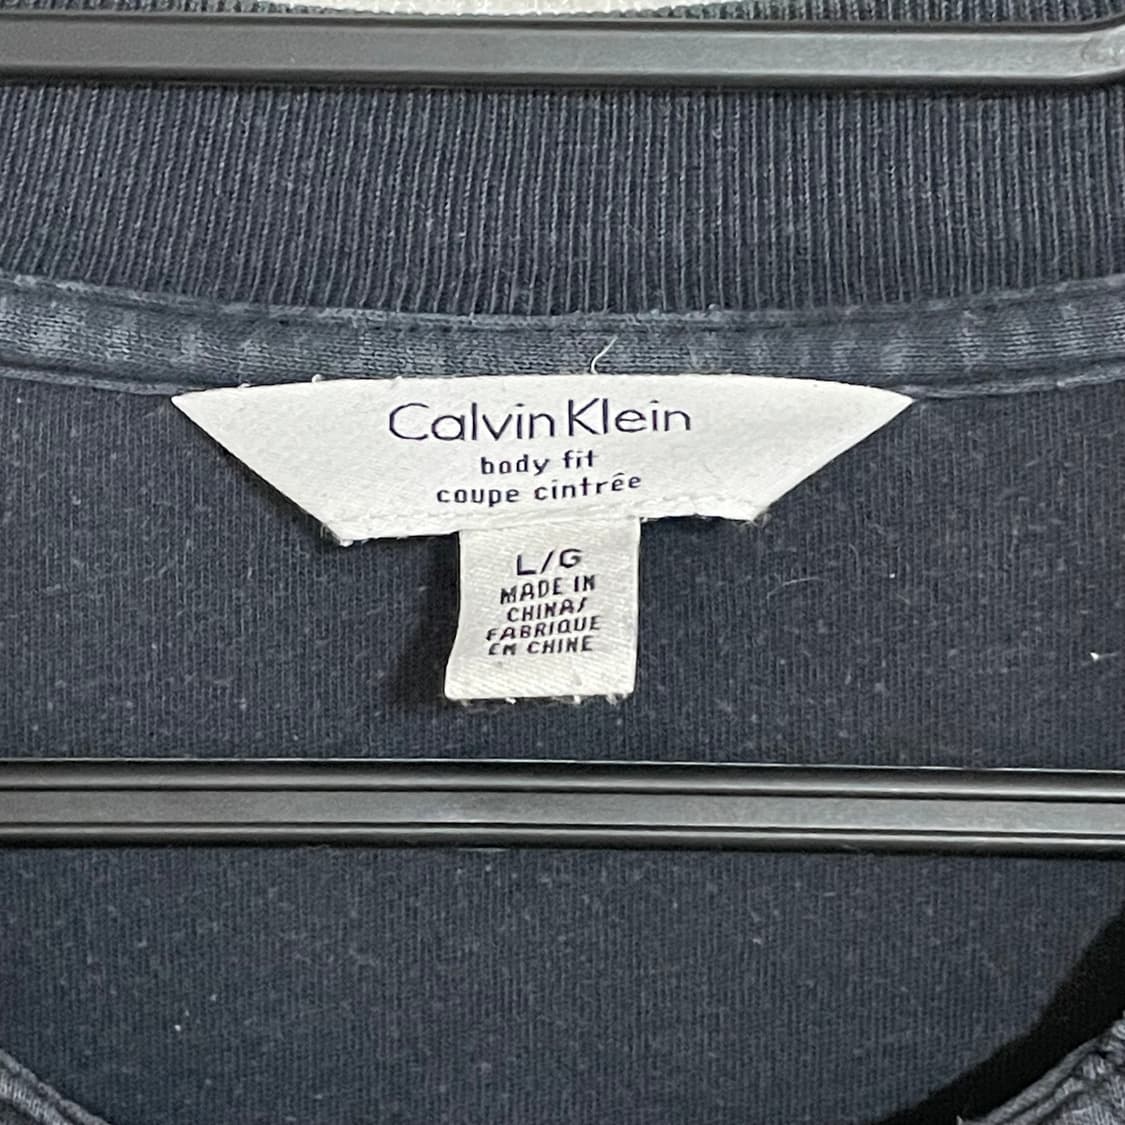 Calvin Klein
body fit
coupe cintrée
L/G
MADE IN
CHINA/
FABRIQUE
EN CHINE